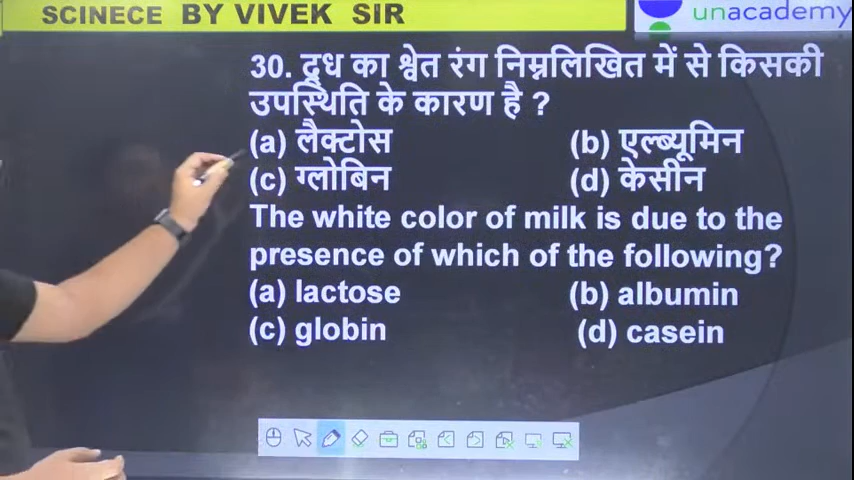 SCINECE BY VIVEK SIR
unacademy
30. दूध का श्वेत रंग निम्नलिखित में से किसकी
उपस्थिति के कारण है ?
(a) लैक्टोस (b) एल्ब्यूमिन
(c) ग्लोबिन (d) केसीन
The white color of milk is due to the
presence of which of the following?
(a) lactose (b) albumin
(c) globin (d) casein